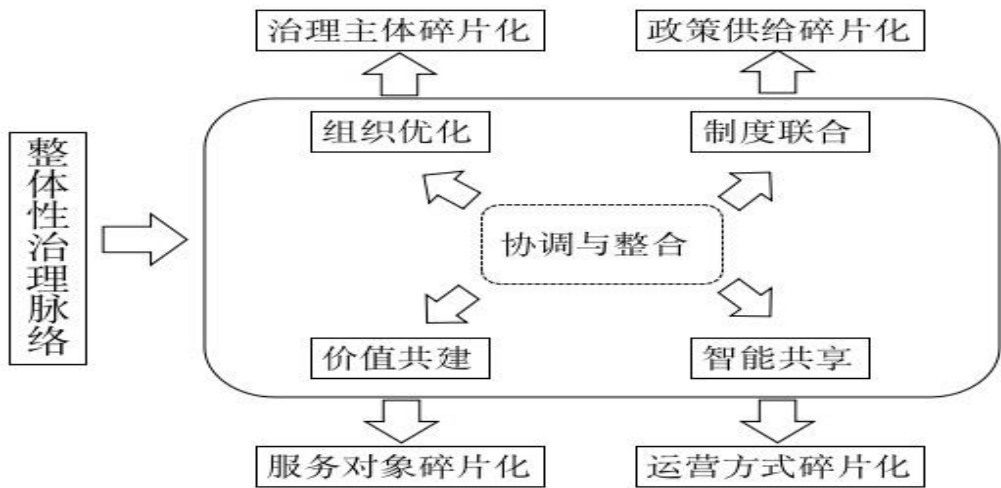 治理主体碎片化
政策供给碎片化
组织优化
制度联合
整体性治理脉络
协调与整合
价值共建
智能共享
服务对象碎片化
运营方式碎片化